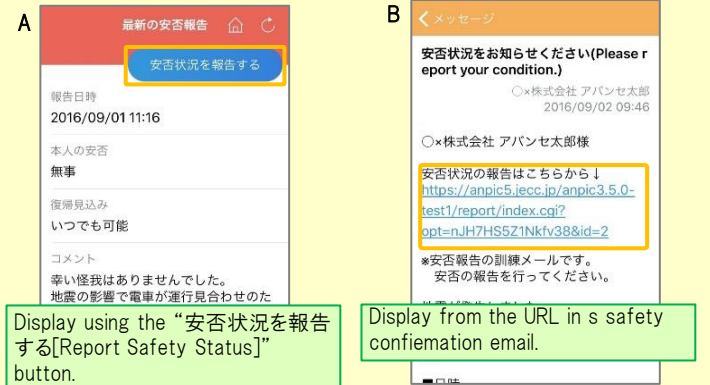 A
最新の安否報告
安否状況を報告する
報告日時
2016/09/01 11:16
本人の安否
無事
復帰見込み
いつでも可能
コメント
幸い怪我はありませんでした。
地震の影響で電車が運行見合わせのた
Display using the “安否状況を報告
する[Report Safety Status]”
button.
B
メッセージ
安否状況をお知らせください(Please r
eport your condition.)
○×株式会社 アバンセ太郎
2016/09/02 09:46
○×株式会社 アバンセ太郎様
安否状況の報告はこちらから↓
https://anpic5.jecc.jp/anpic3.5.0-
test1/report/index.cgi?
opt=nJH7HS5Z1Nkfv38&id=2
※安否報告の訓練メールです。
安否の報告を行ってください。
Display from the URL in s safety
confiemation email.
■日時